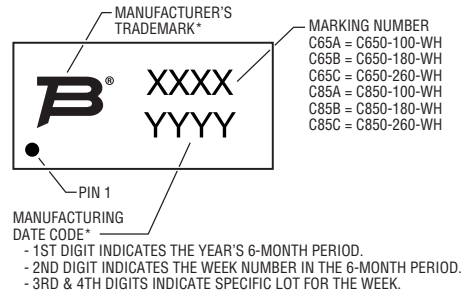 MANUFACTURER'S
TRADEMARK*
MARKING NUMBER
C65A = C650-100-WH
C65B = C650-180-WH
C65C = C650-260-WH
C85A = C850-100-WH
C85B = C850-180-WH
C85C = C850-260-WH
B®
XXXX
YYYY
PIN 1
MANUFACTURING
DATE CODE*
- 1ST DIGIT INDICATES THE YEAR'S 6-MONTH PERIOD.
- 2ND DIGIT INDICATES THE WEEK NUMBER IN THE 6-MONTH PERIOD.
- 3RD & 4TH DIGITS INDICATE SPECIFIC LOT FOR THE WEEK.